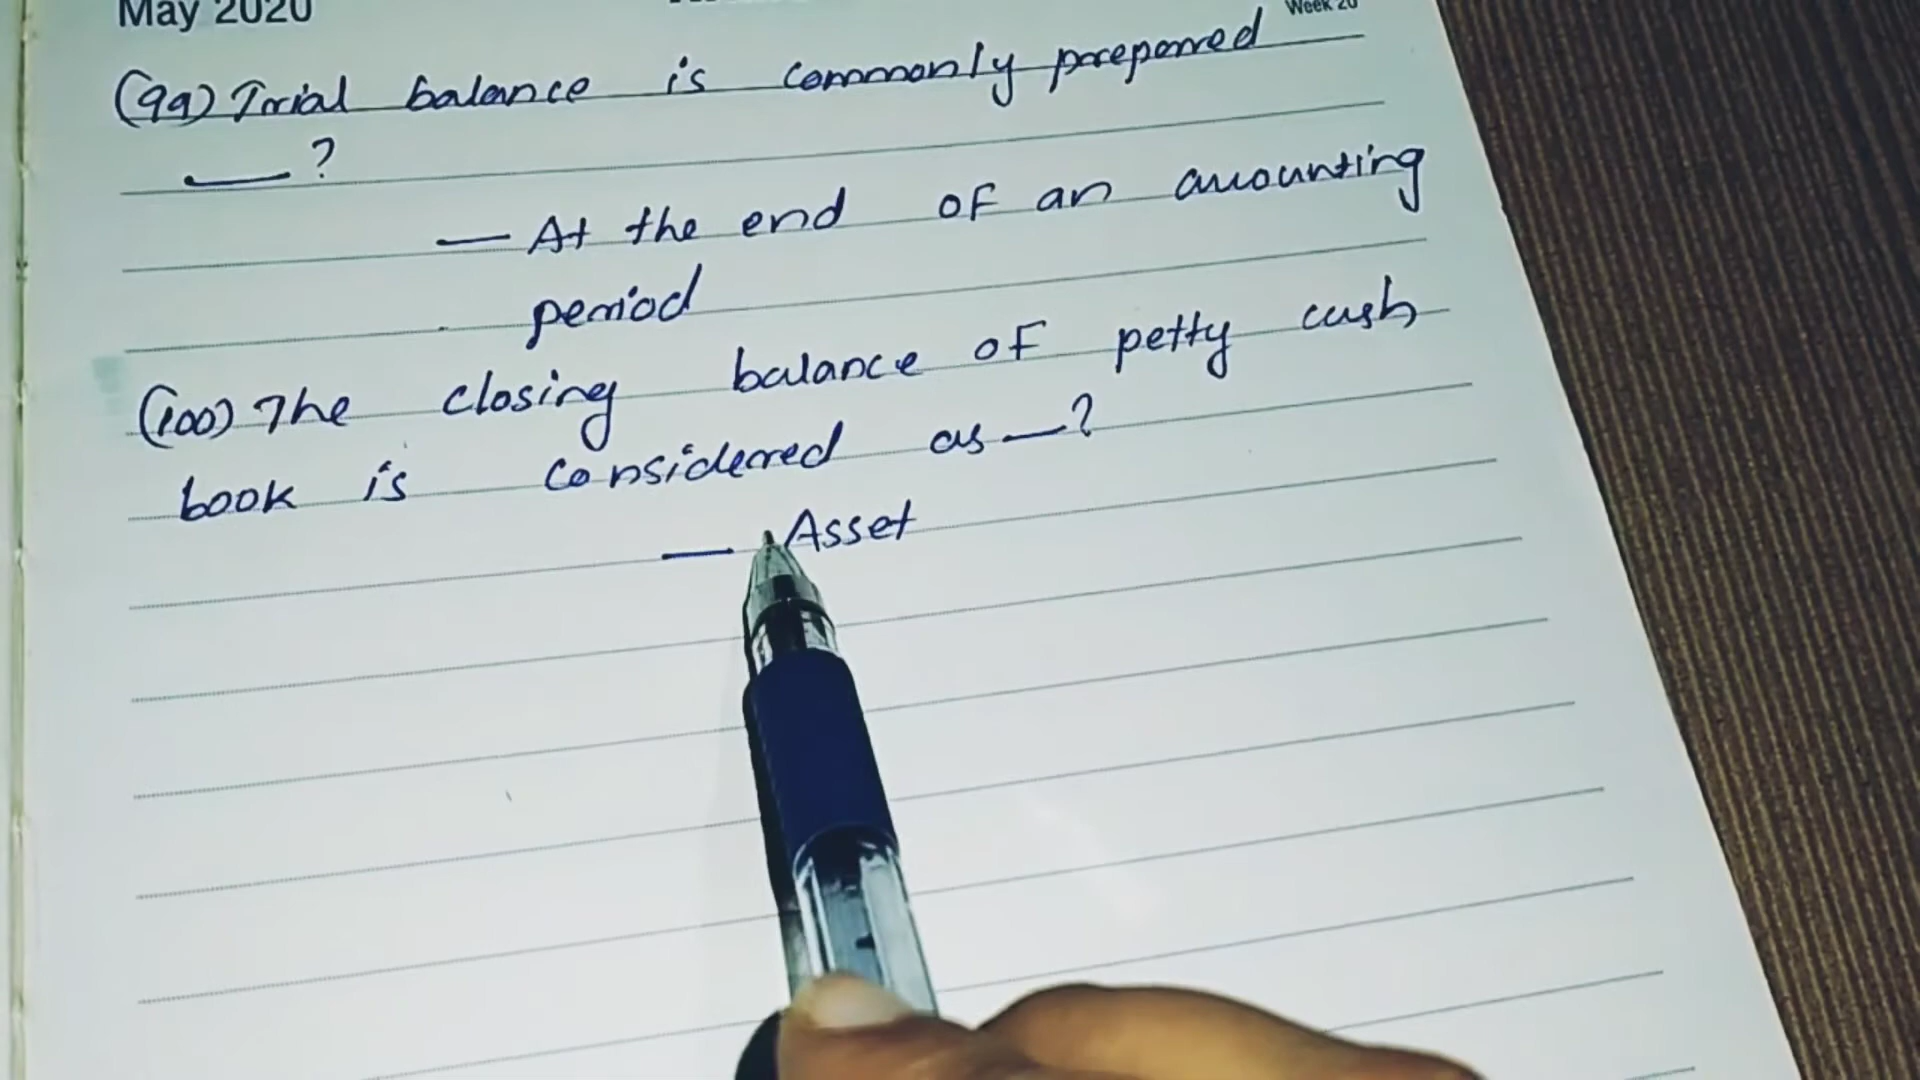 May 2020
Week 20
(99) Trial balance is commonly prepared
— ?
— At the end of an accounting
period
(100) The closing balance of petty cash
book is considered as — ?
— Asset